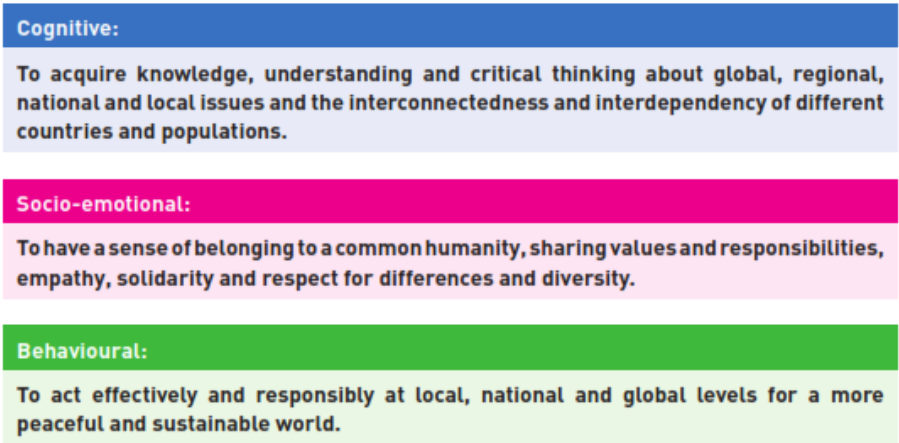 Cognitive:
To acquire knowledge, understanding and critical thinking about global, regional,
national and local issues and the interconnectedness and interdependency of different
countries and populations.
Socio-emotional:
To have a sense of belonging to a common humanity, sharing values and responsibilities,
empathy, solidarity and respect for differences and diversity.
Behavioural:
To act effectively and responsibly at local, national and global levels for a more
peaceful and sustainable world.